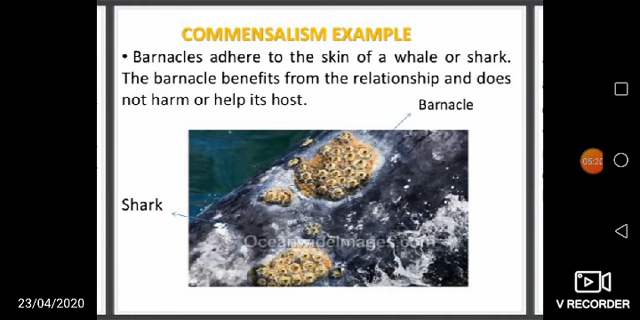 COMMENSALISM EXAMPLE
• Barnacles adhere to the skin of a whale or shark.
The barnacle benefits from the relationship and does
not harm or help its host.
Barnacle
Shark
© OceanwideImages.com
05:20
23/04/2020
V RECORDER